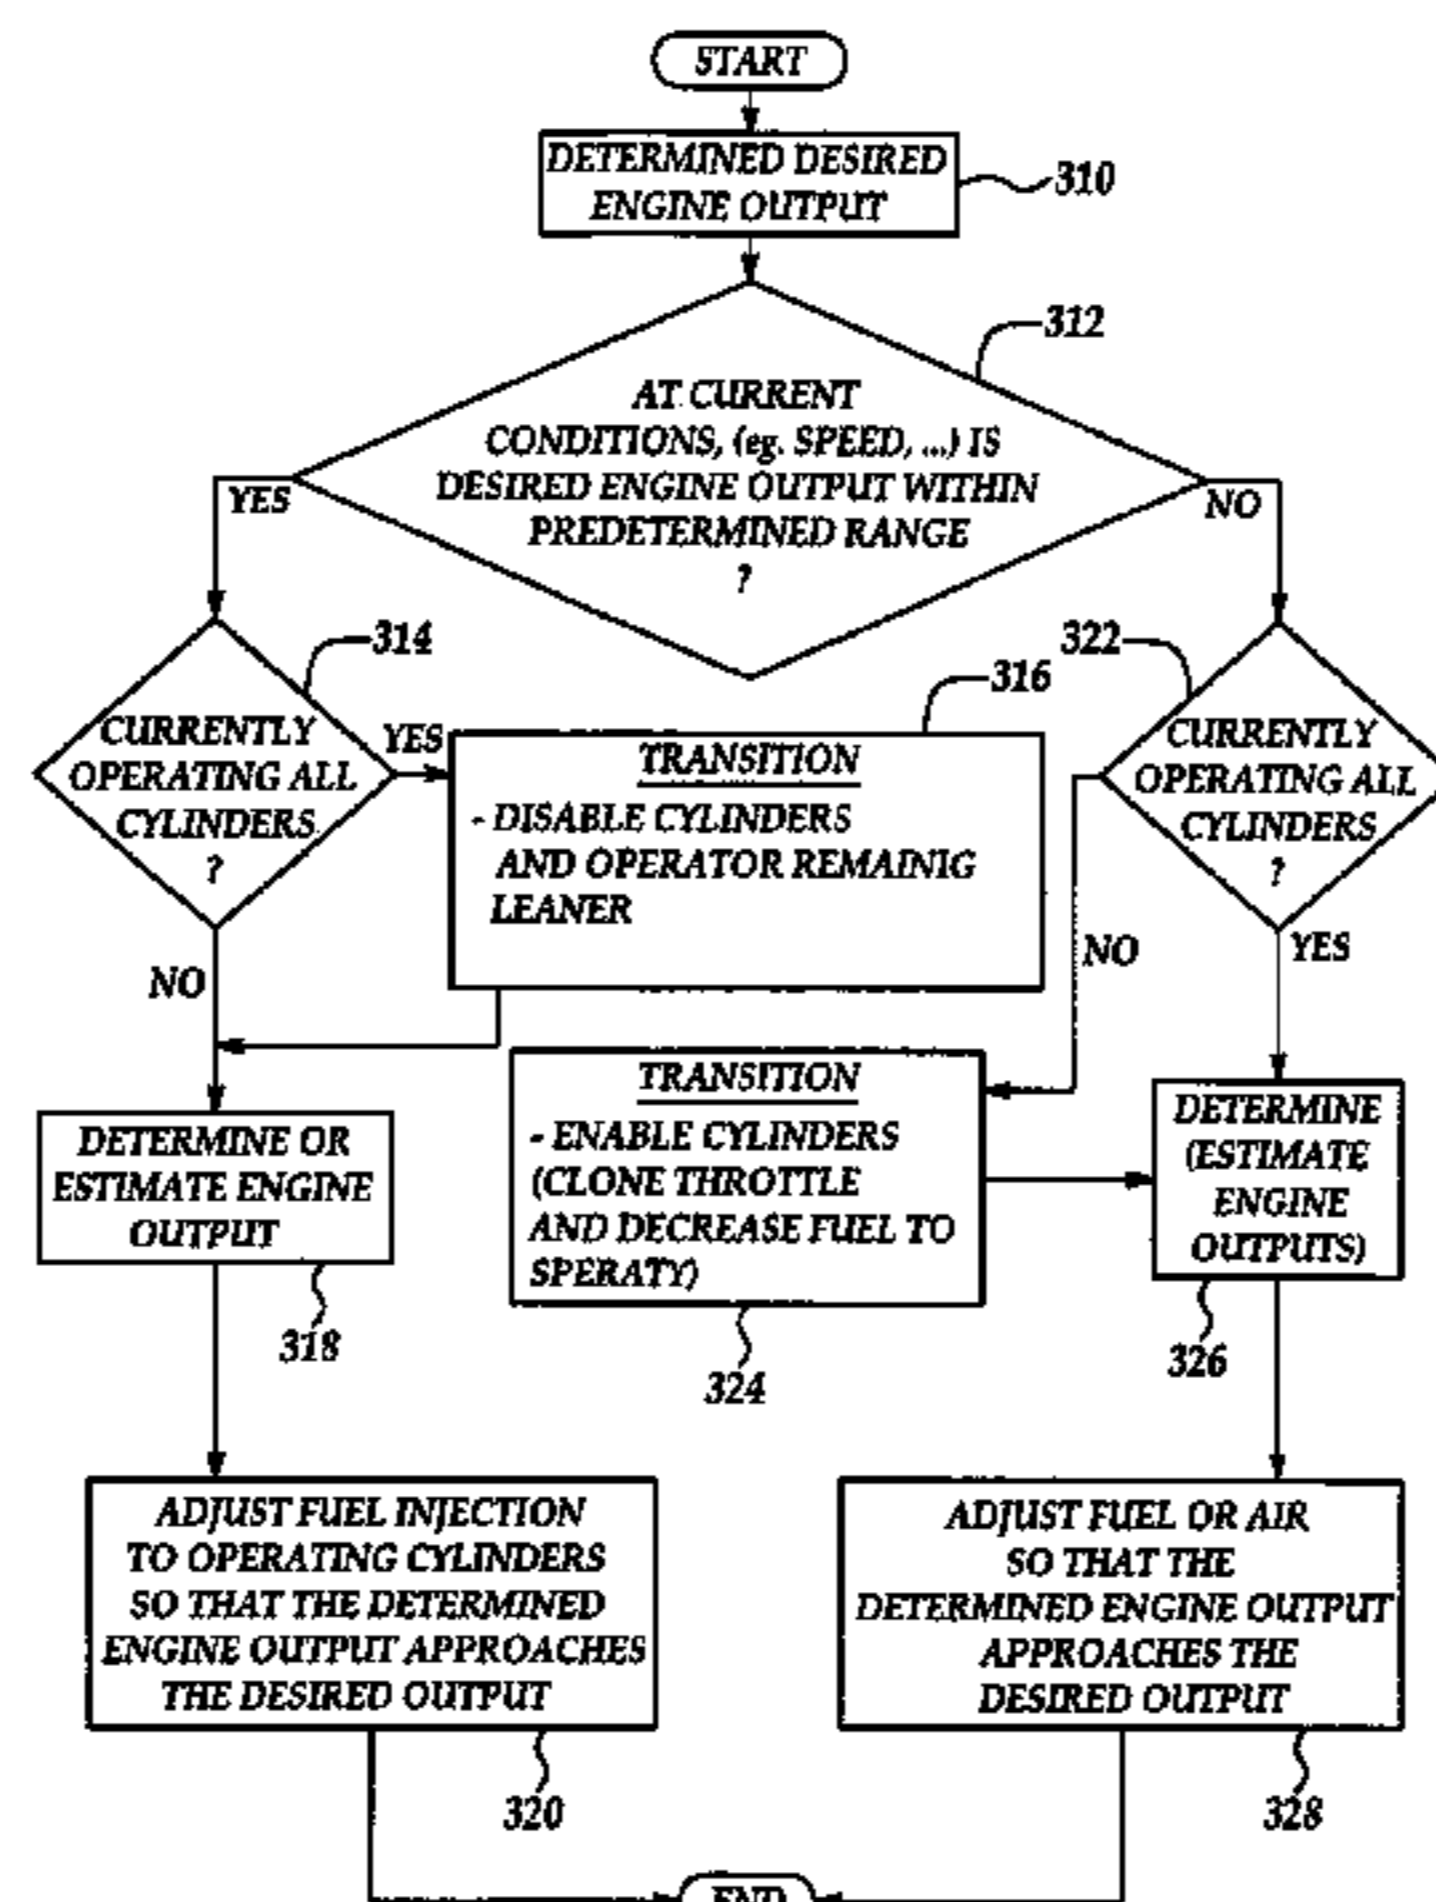 START
DETERMINED DESIRED
ENGINE OUTPUT
310
312
AT CURRENT
CONDITIONS, (eg. SPEED, ...) IS
DESIRED ENGINE OUTPUT WITHIN
PREDETERMINED RANGE
?
YES
NO
314
CURRENTLY
OPERATING ALL
CYLINDERS
?
YES
NO
316
TRANSITION
- DISABLE CYLINDERS
AND OPERATOR REMAINIG
LEANER
322
CURRENTLY
OPERATING ALL
CYLINDERS
?
NO
YES
TRANSITION
- ENABLE CYLINDERS
(CLONE THROTTLE
AND DECREASE FUEL TO
SPERATY)
324
DETERMINE OR
ESTIMATE ENGINE
OUTPUT
318
DETERMINE
(ESTIMATE
ENGINE
OUTPUTS)
326
ADJUST FUEL INJECTION
TO OPERATING CYLINDERS
SO THAT THE DETERMINED
ENGINE OUTPUT APPROACHES
THE DESIRED OUTPUT
320
ADJUST FUEL OR AIR
SO THAT THE
DETERMINED ENGINE OUTPUT
APPROACHES THE
DESIRED OUTPUT
328
END